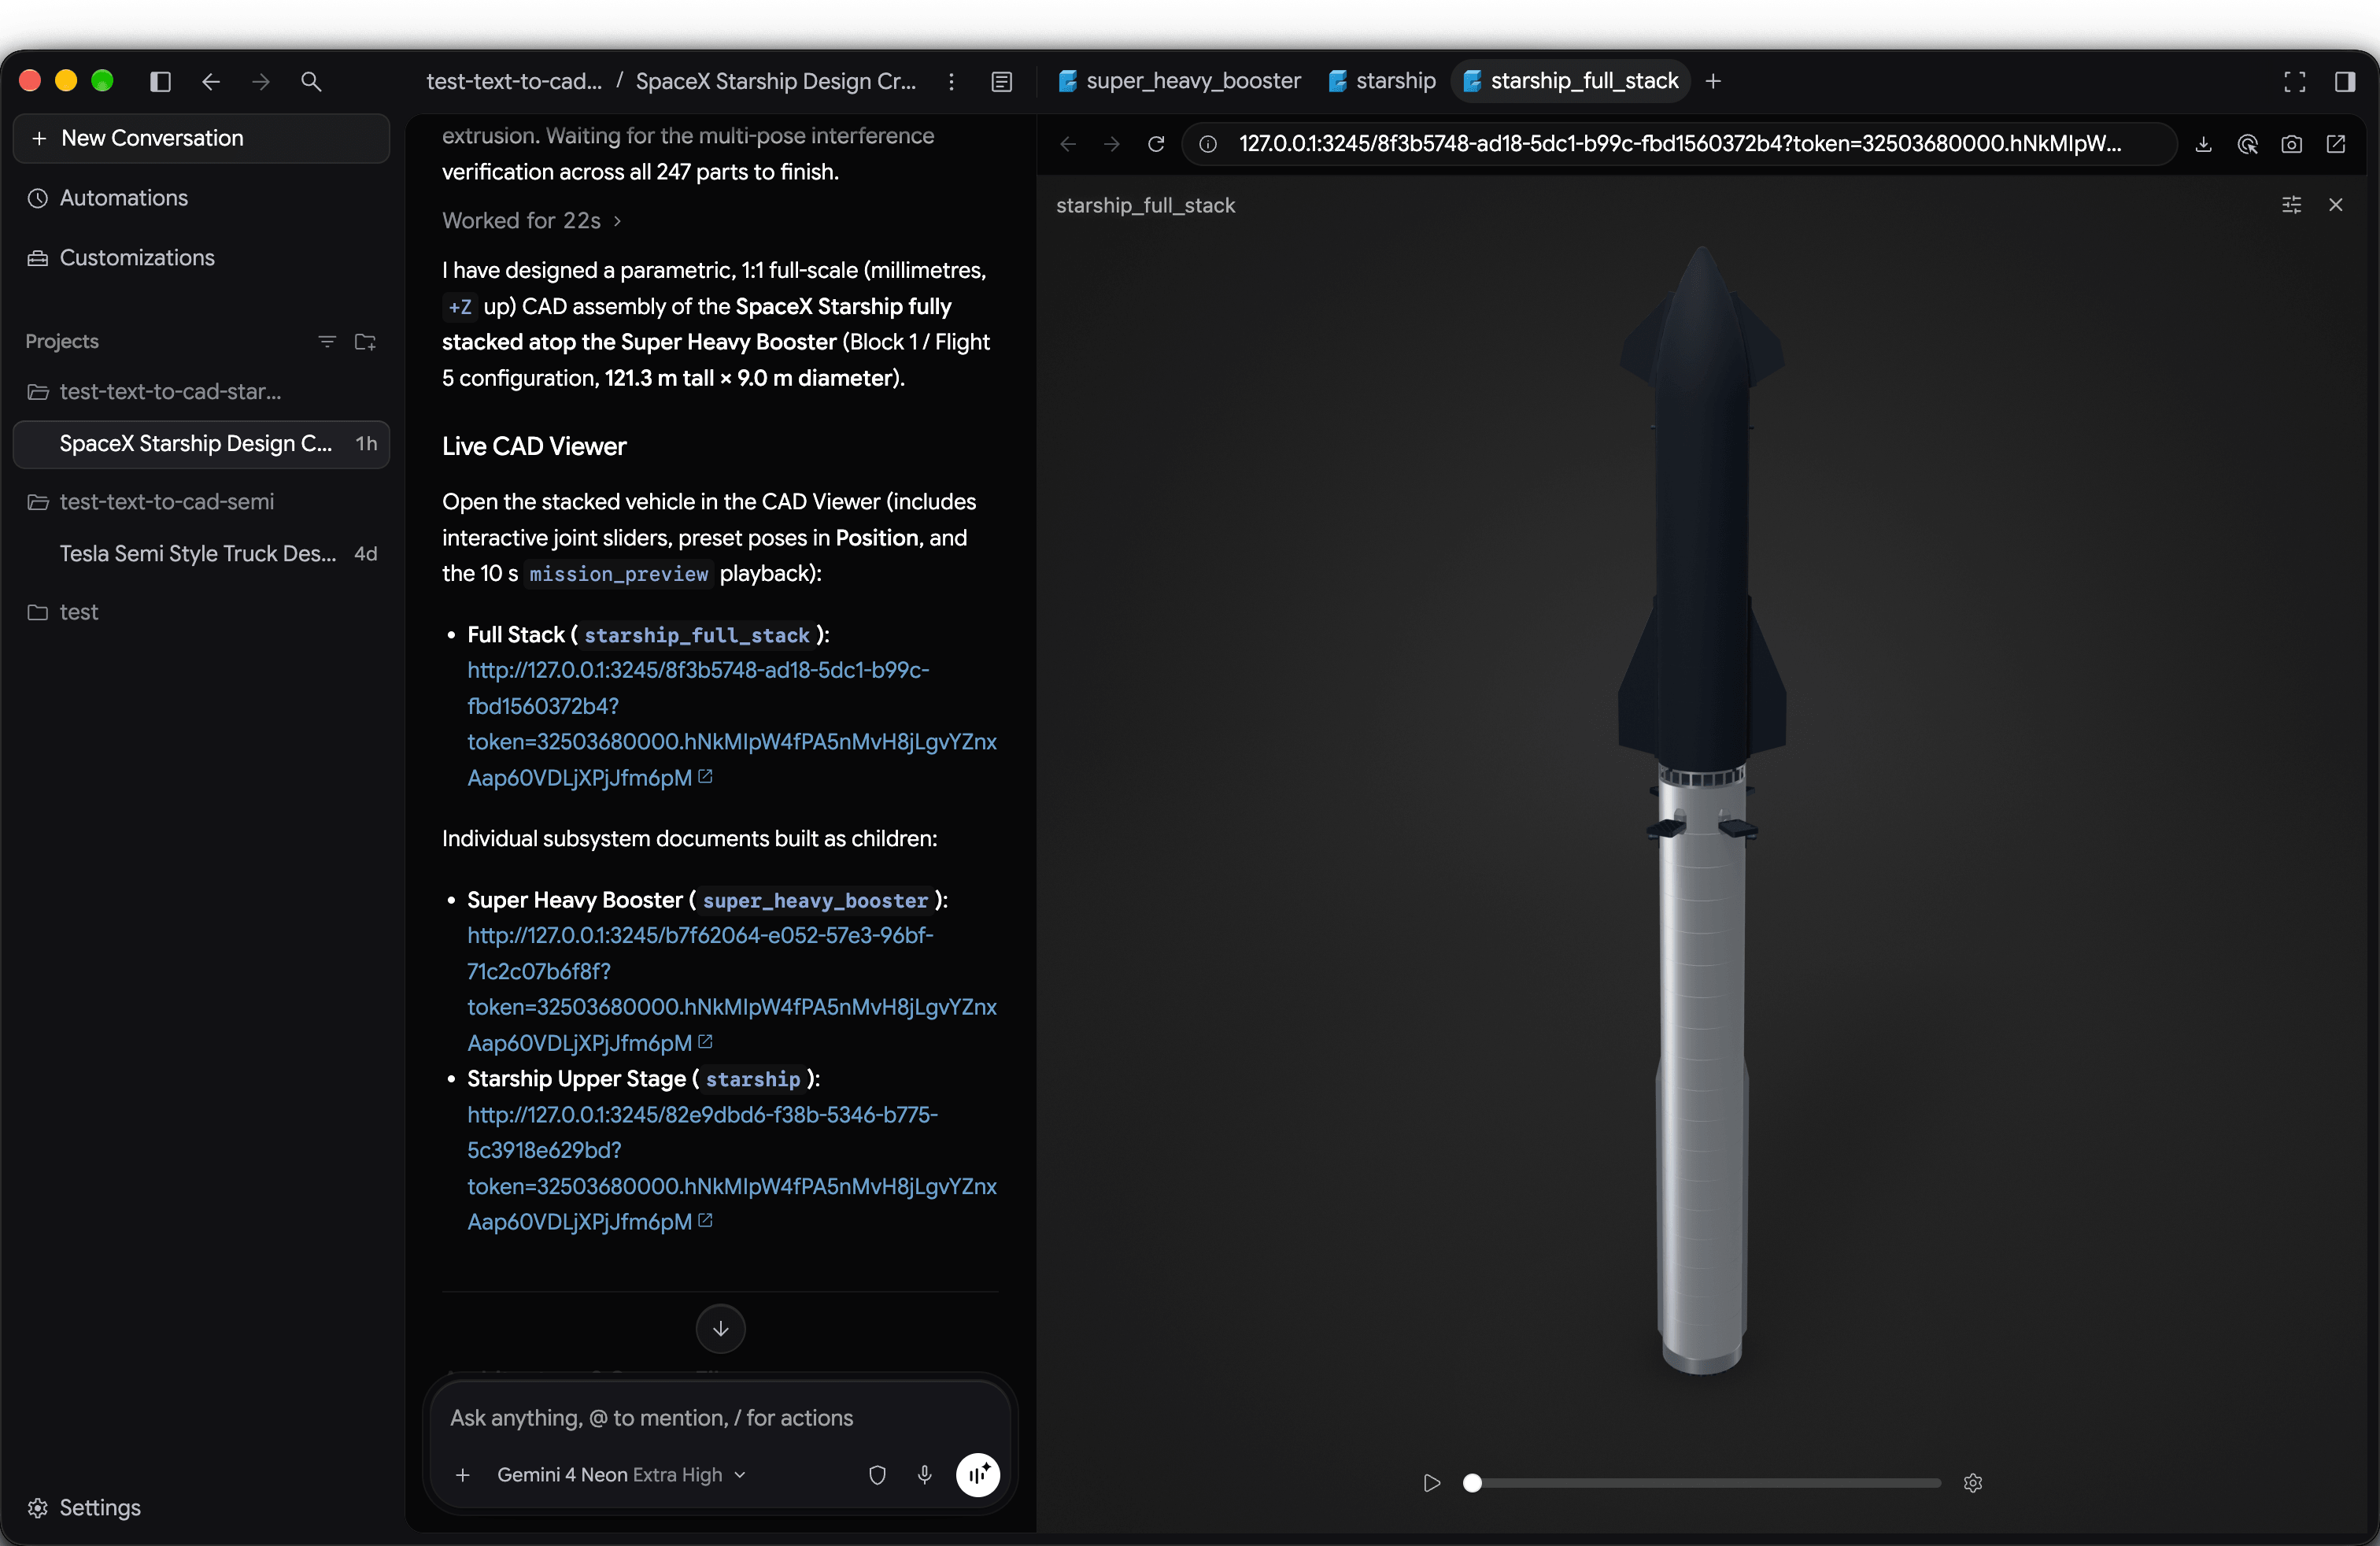 test-text-to-cad... / SpaceX Starship Design Cr...
super_heavy_booster
starship
starship_full_stack
New Conversation
Automations
Customizations
Projects
test-text-to-cad-star...
SpaceX Starship Design C... 1h
test-text-to-cad-semi
Tesla Semi Style Truck Des... 4d
test
Settings
extrusion. Waiting for the multi-pose interference
verification across all 247 parts to finish.
Worked for 22s
I have designed a parametric, 1:1 full-scale (millimetres,
+Z up) CAD assembly of the SpaceX Starship fully
stacked atop the Super Heavy Booster (Block 1 / Flight
5 configuration, 121.3 m tall × 9.0 m diameter).
Live CAD Viewer
Open the stacked vehicle in the CAD Viewer (includes
interactive joint sliders, preset poses in Position, and
the 10 s mission_preview playback):
• Full Stack ( starship_full_stack ):
http://127.0.0.1:3245/8f3b5748-ad18-5dc1-b99c-
fbd1560372b4?
token=32503680000.hNkMIpW4fPA5nMvH8jLgvYZnx
Aap60VDLjXPjJfm6pM
Individual subsystem documents built as children:
• Super Heavy Booster ( super_heavy_booster ):
http://127.0.0.1:3245/b7f62064-e052-57e3-96bf-
71c2c07b6f8f?
token=32503680000.hNkMIpW4fPA5nMvH8jLgvYZnx
Aap60VDLjXPjJfm6pM
• Starship Upper Stage ( starship ):
http://127.0.0.1:3245/82e9dbd6-f38b-5346-b775-
5c3918e629bd?
token=32503680000.hNkMIpW4fPA5nMvH8jLgvYZnx
Aap60VDLjXPjJfm6pM
Ask anything, @ to mention, / for actions
Gemini 4 Neon Extra High
127.0.0.1:3245/8f3b5748-ad18-5dc1-b99c-fbd1560372b4?token=32503680000.hNkMIpW...
starship_full_stack